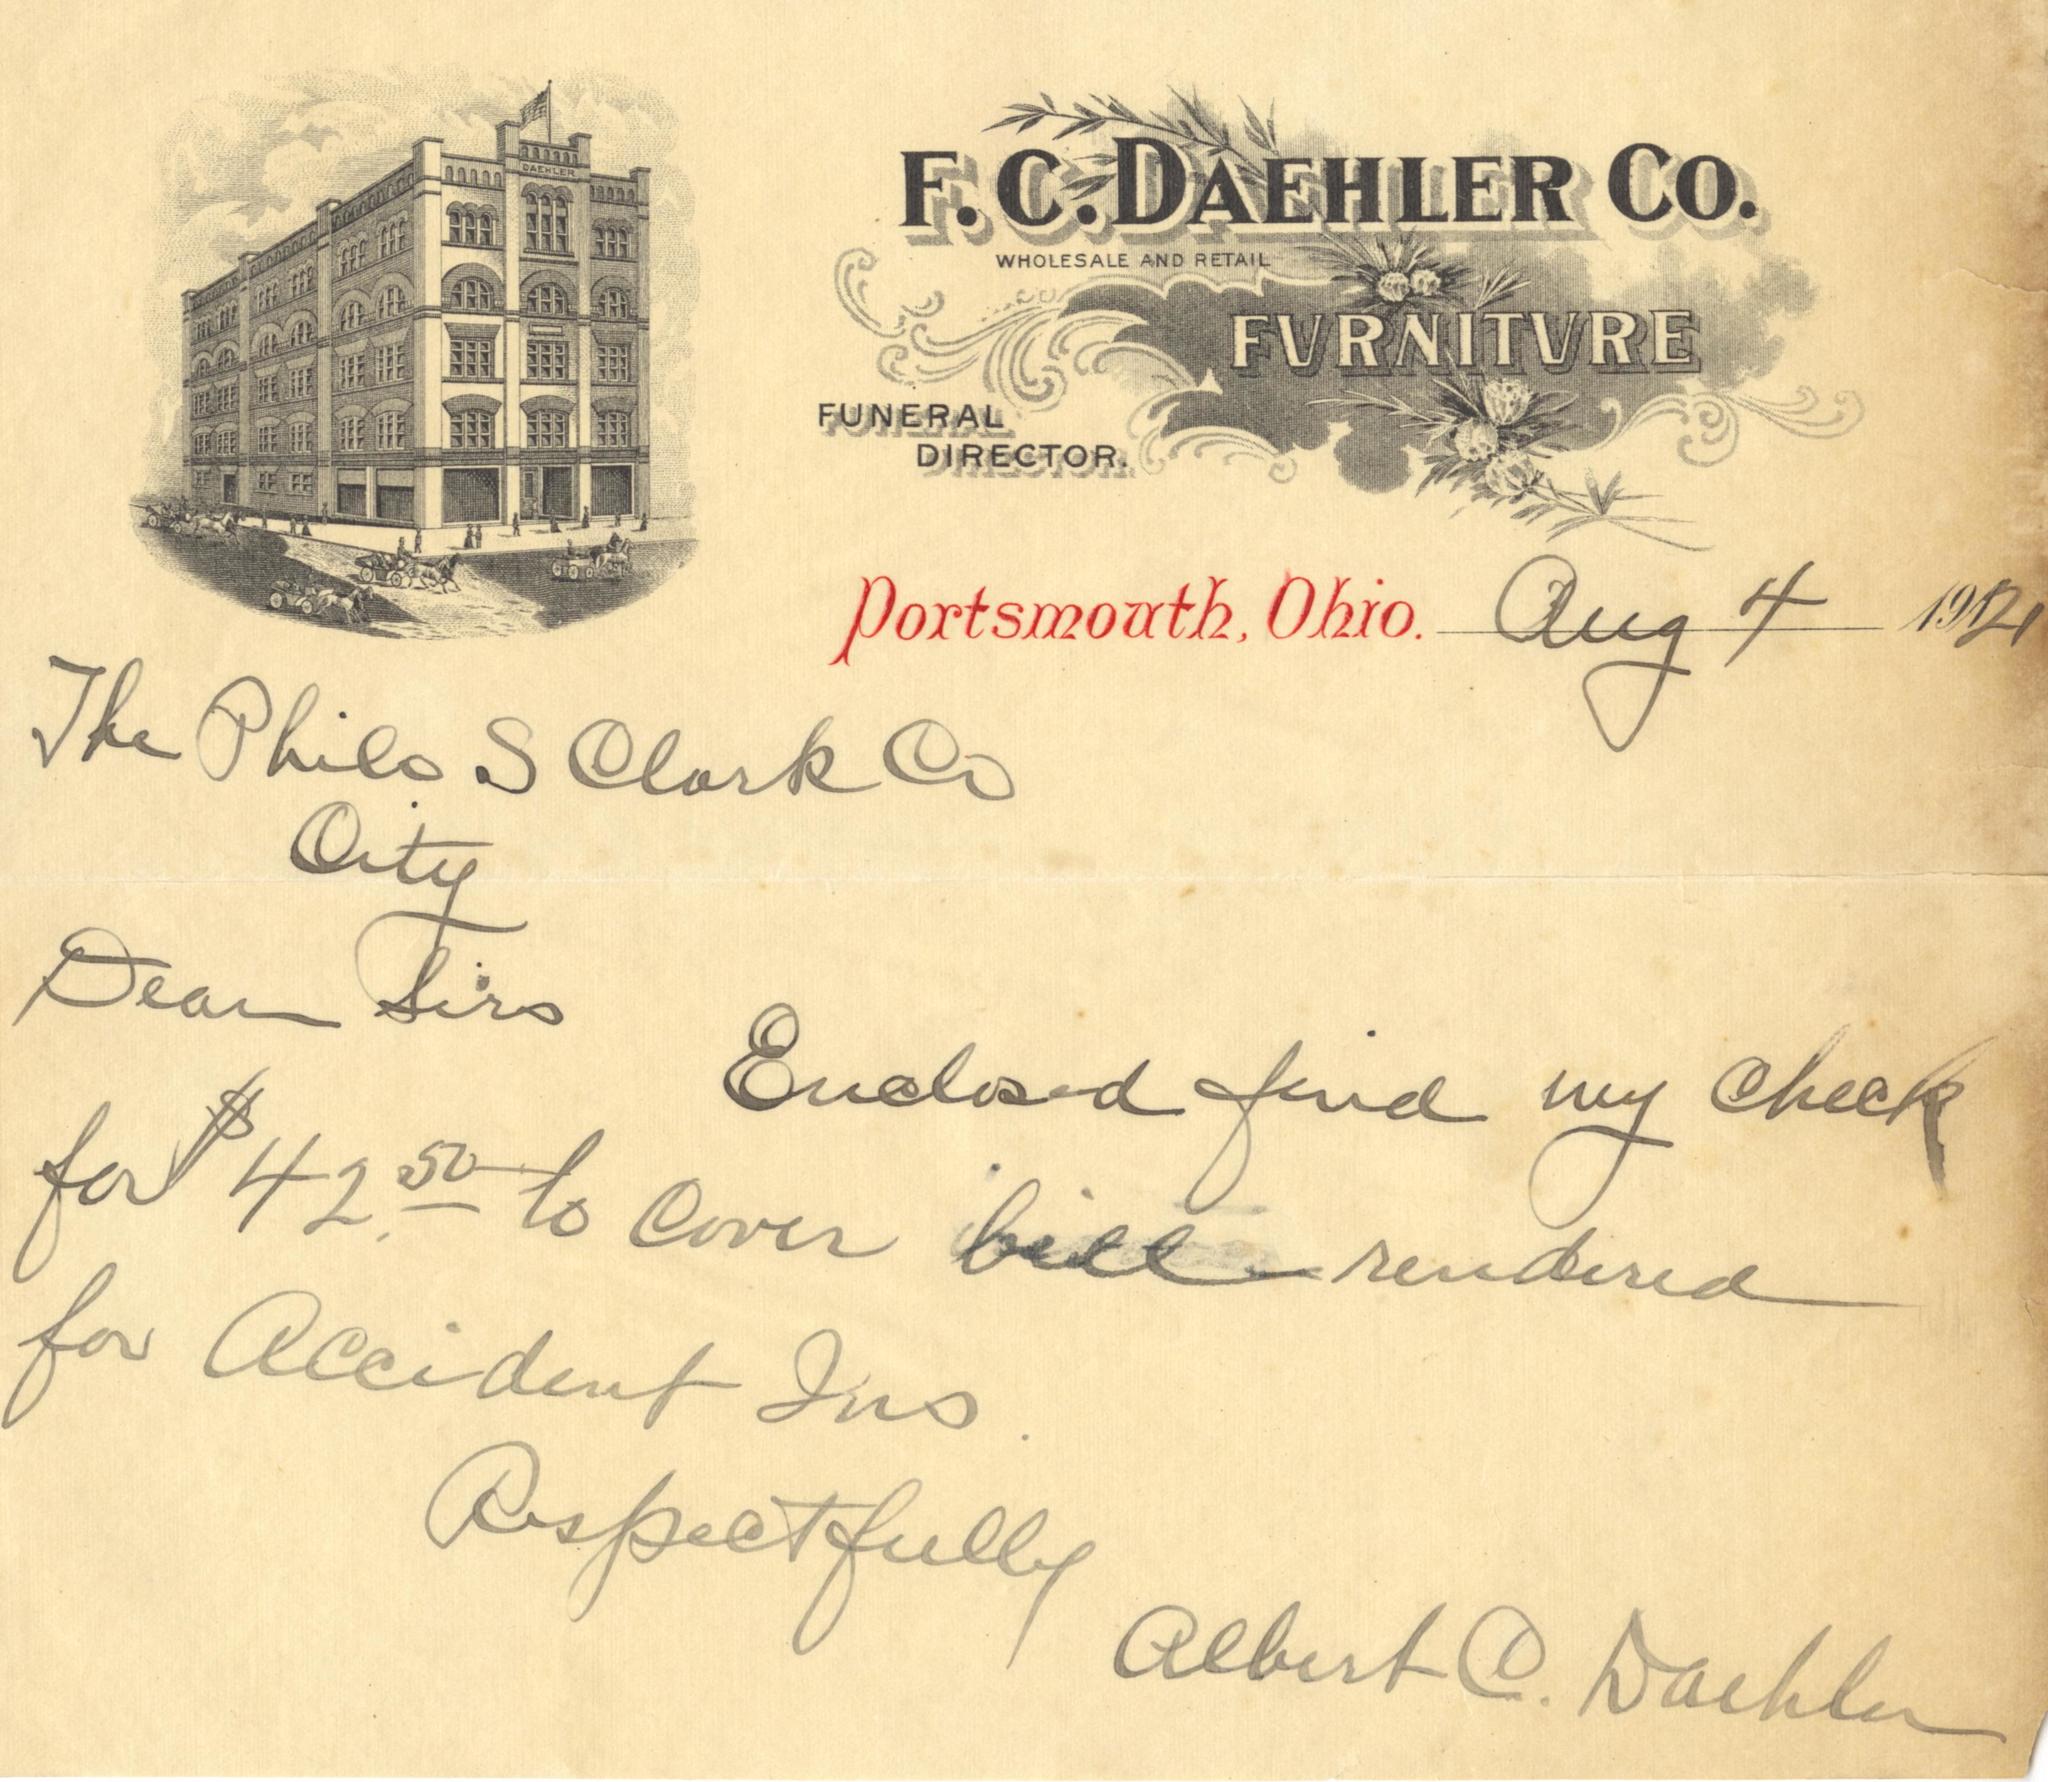 DAEHLER
F. C. DAEHLER CO.
WHOLESALE AND RETAIL
FVRNITVRE
FUNERAL
DIRECTOR.
Portsmouth, Ohio. Aug 4 1921
The Philo S Clark Co
City
Dear Sirs
Enclosed find my check
for $42.50 to cover bill rendered
for Accident Ins.
Respectfully
Albert C. Daehler